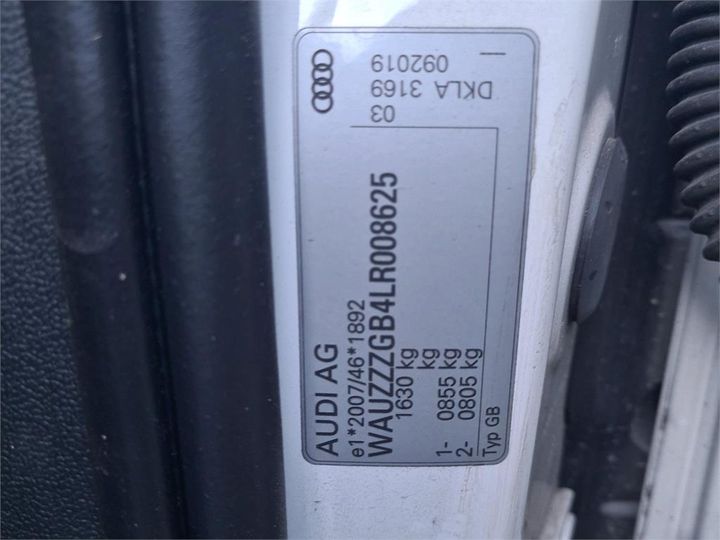 AUDI AG
e1*2007/46*1892
WAUZZZGB4LR008625
1630 kg
kg
1- 0855 kg
2- 0805 kg
Typ GB
03
DKLA 3169
092019